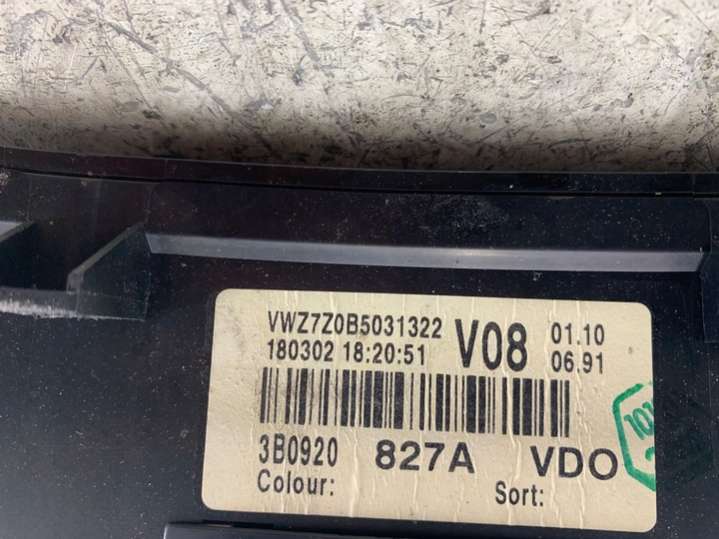 VWZ7Z0B5031322 V08 01.10
180302 18:20:51 06.91
3B0920 827A VDO
Colour: Sort: